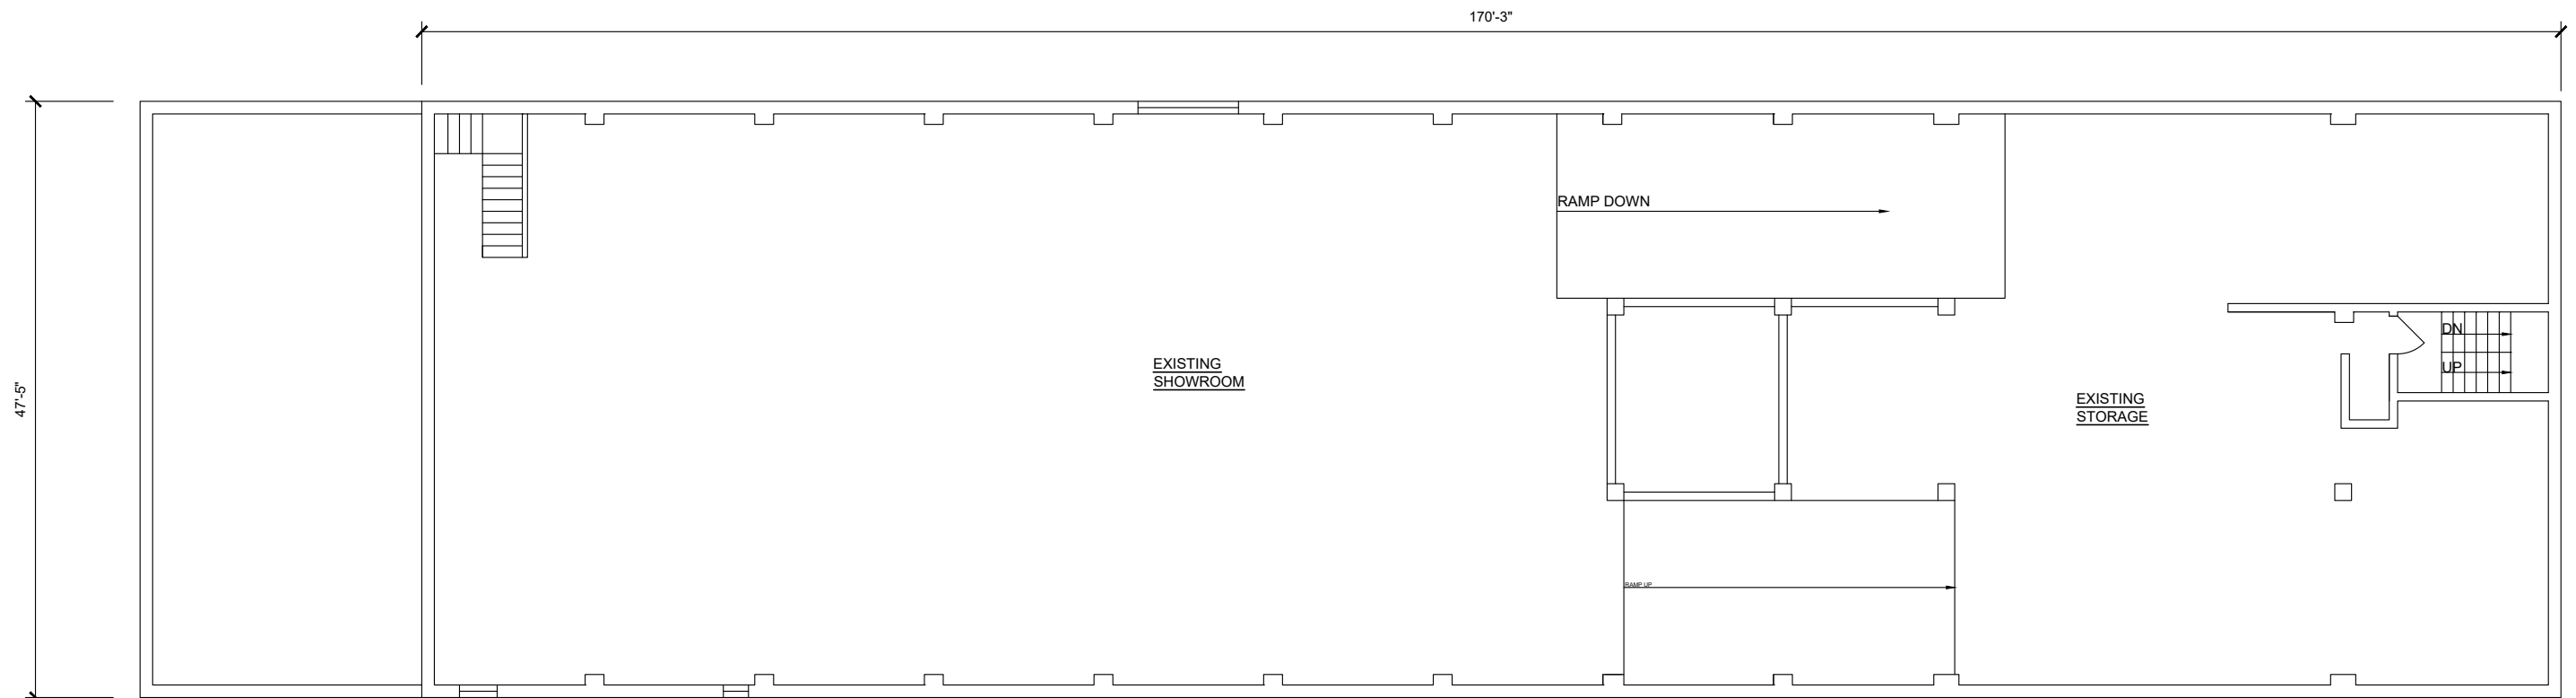 170'-3"
RAMP DOWN
DN
EXISTING
SHOWROOM
UP
47'-5"
EXISTING
STORAGE
RAMP UP